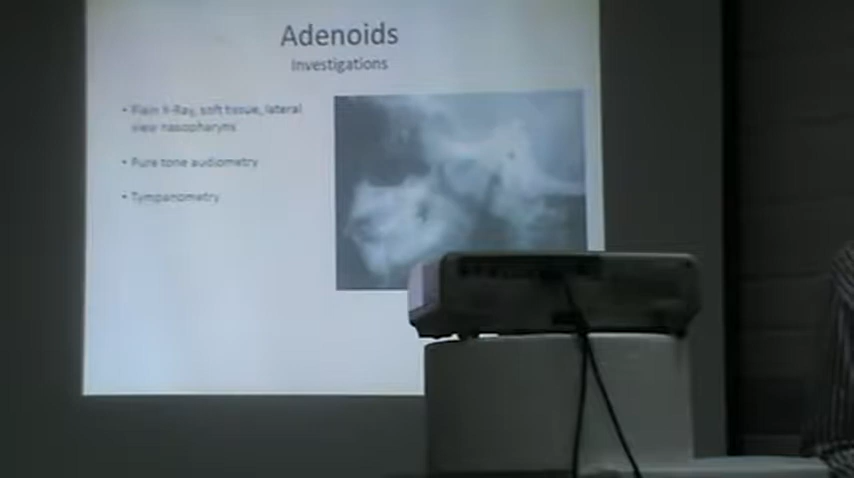 Adenoids
Investigations
• Plain X-Ray, soft tissue, lateral
view nasopharynx
• Pure tone audiometry
• Tympanometry